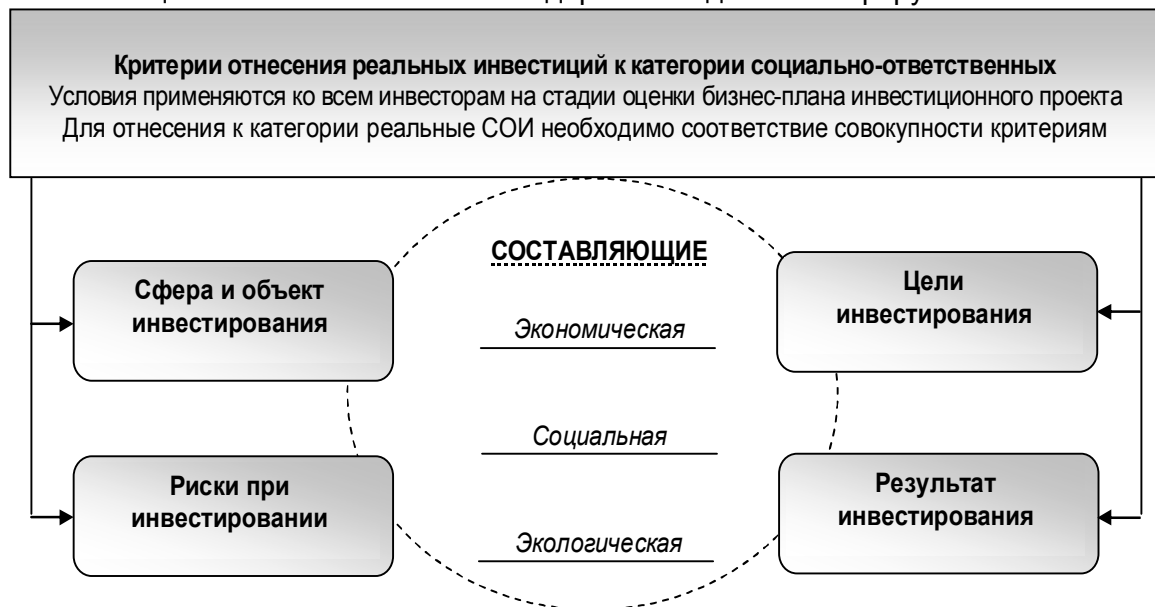 Критерии отнесения реальных инвестиций к категории социально-ответственных
Условия применяются ко всем инвесторам на стадии оценки бизнес-плана инвестиционного проекта
Для отнесения к категории реальные СОИ необходимо соответствие совокупности критериям
СОСТАВЛЯЮЩИЕ
Сфера и объект
инвестирования
Цели
инвестирования
Экономическая
Социальная
Риски при
инвестировании
Результат
инвестирования
Экологическая